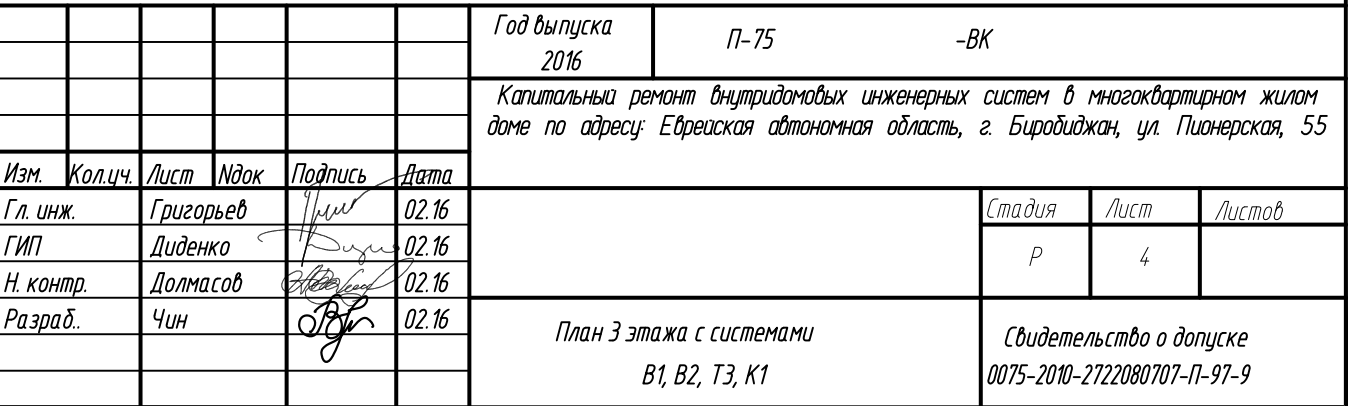 Год выпуска
2016
П-75 -ВК
Капитальный ремонт внутридомовых инженерных систем в многоквартирном жилом
доме по адресу: Еврейская автономная область, г. Биробиджан, ул. Пионерская, 55
Изм. Кол.уч. Лист Nдок Подпись Дата
Гл. инж. Григорьев 02.16
ГИП Диденко 02.16
Н. контр. Долмасов 02.16
Разраб.. Чин 02.16
Стадия Лист Листов
Р 4
План 3 этажа с системами
В1, В2, Т3, К1
Свидетельство о допуске
0075-2010-2722080707-П-97-9